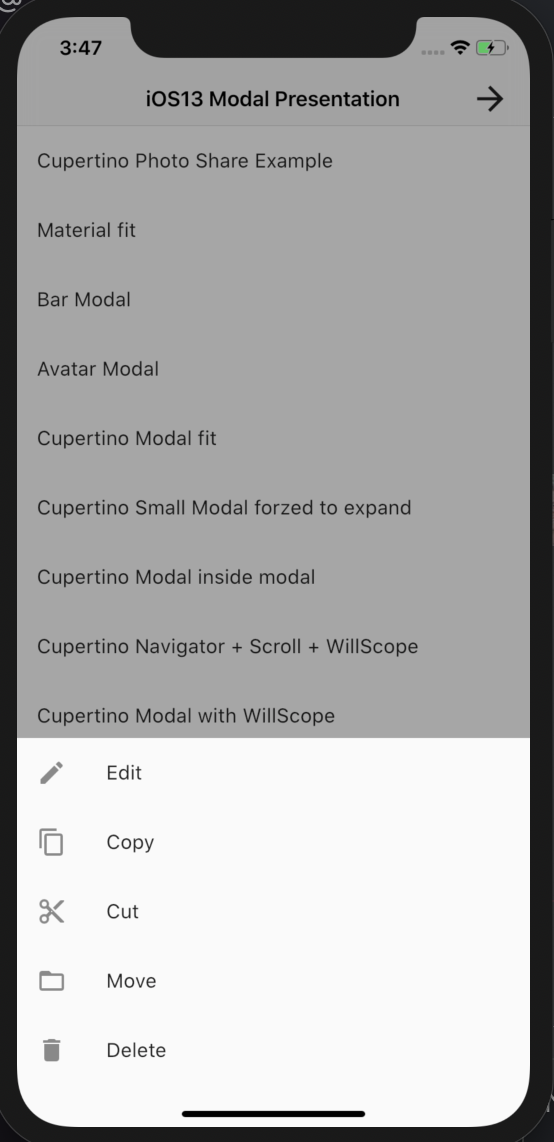 3:47
iOS13 Modal Presentation
Cupertino Photo Share Example
Material fit
Bar Modal
Avatar Modal
Cupertino Modal fit
Cupertino Small Modal forzed to expand
Cupertino Modal inside modal
Cupertino Navigator + Scroll + WillScope
Cupertino Modal with WillScope
Edit
Copy
Cut
Move
Delete